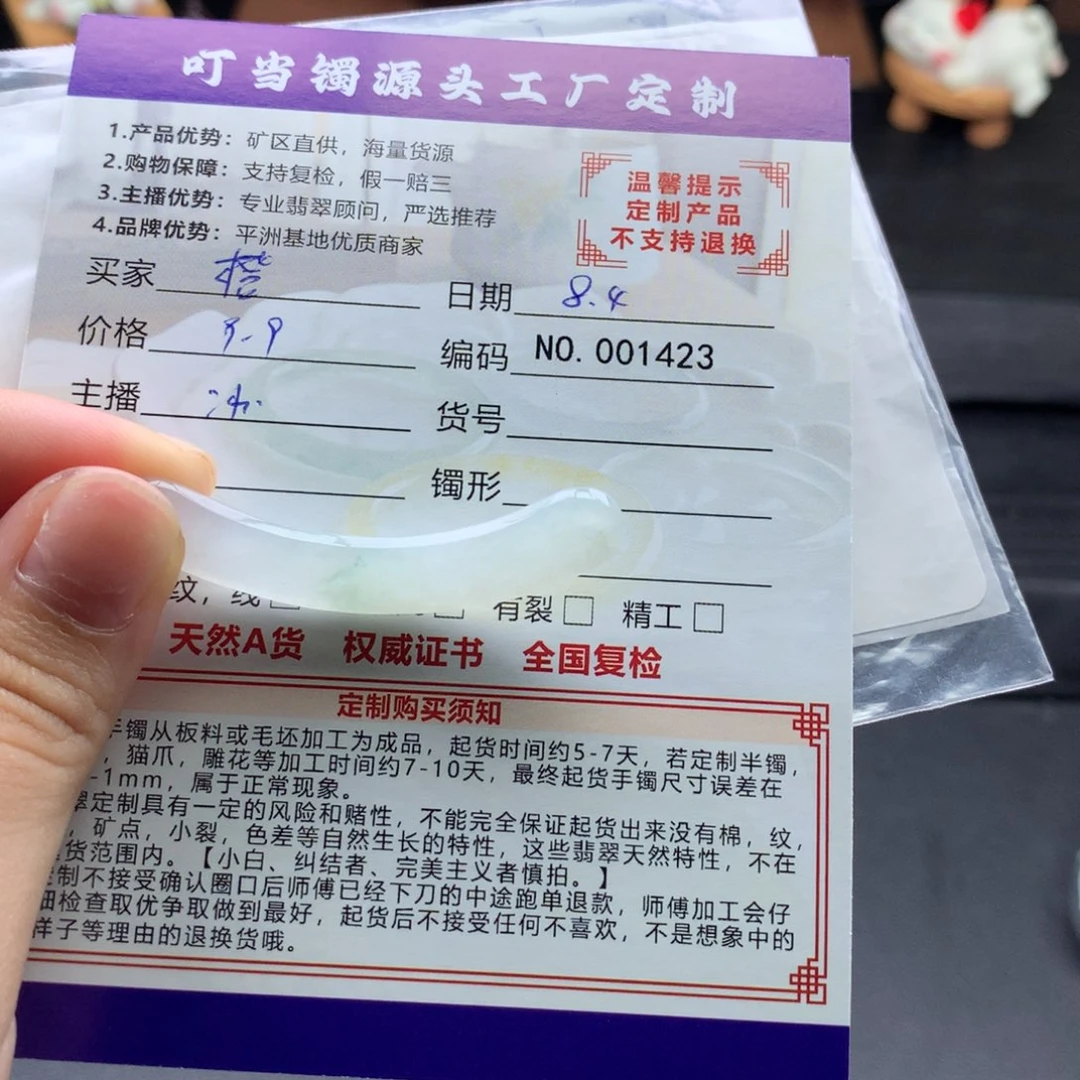 叮当镯源头工厂定制
1.产品优势：矿区直供，海量货源
2.购物保障：支持复检，假一赔三
3.主播优势：专业翡翠顾问，严选推荐
4.品牌优势：平洲基地优质商家
温馨提示
定制产品
不支持退换
买家
日期 8.4
价格
编码 NO.001423
主播
货号
镯形
纹，线 有裂 精工
天然A货 权威证书 全国复检
定制购买须知
手镯从板料或毛坯加工为成品，起货时间约5-7天，若定制半镯，
，猫爪，雕花等加工时间约7-10天，最终起货手镯尺寸误差在
-1mm，属于正常现象。
定制具有一定的风险和赌性，不能完全保证起货出来没有棉，纹，
，矿点，小裂，色差等自然生长的特性，这些翡翠天然特性，不在
货范围内。【小白、纠结者、完美主义者慎拍。】
制不接受确认圈口后师傅已经下刀的中途跑单退款，师傅加工会仔
细检查取优争取做到最好，起货后不接受任何不喜欢，不是想象中的
样子等理由的退换货哦。